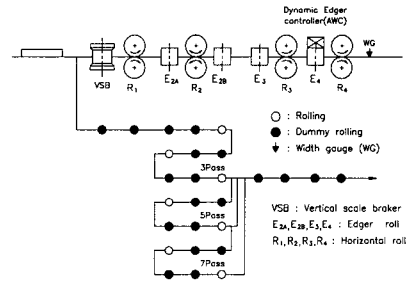 Dynamic Edger
controller(AWC)
WG
VSB
R1
E2A
R2
E2B
E3
R3
E4
R4
: Rolling
: Dummy rolling
: Width gauge (WG)
3Pass
5Pass
7Pass
VSB : Vertical scale braker
E2A,E2B,E3,E4 : Edger roll
R1,R2,R3,R4 : Horizontal roll